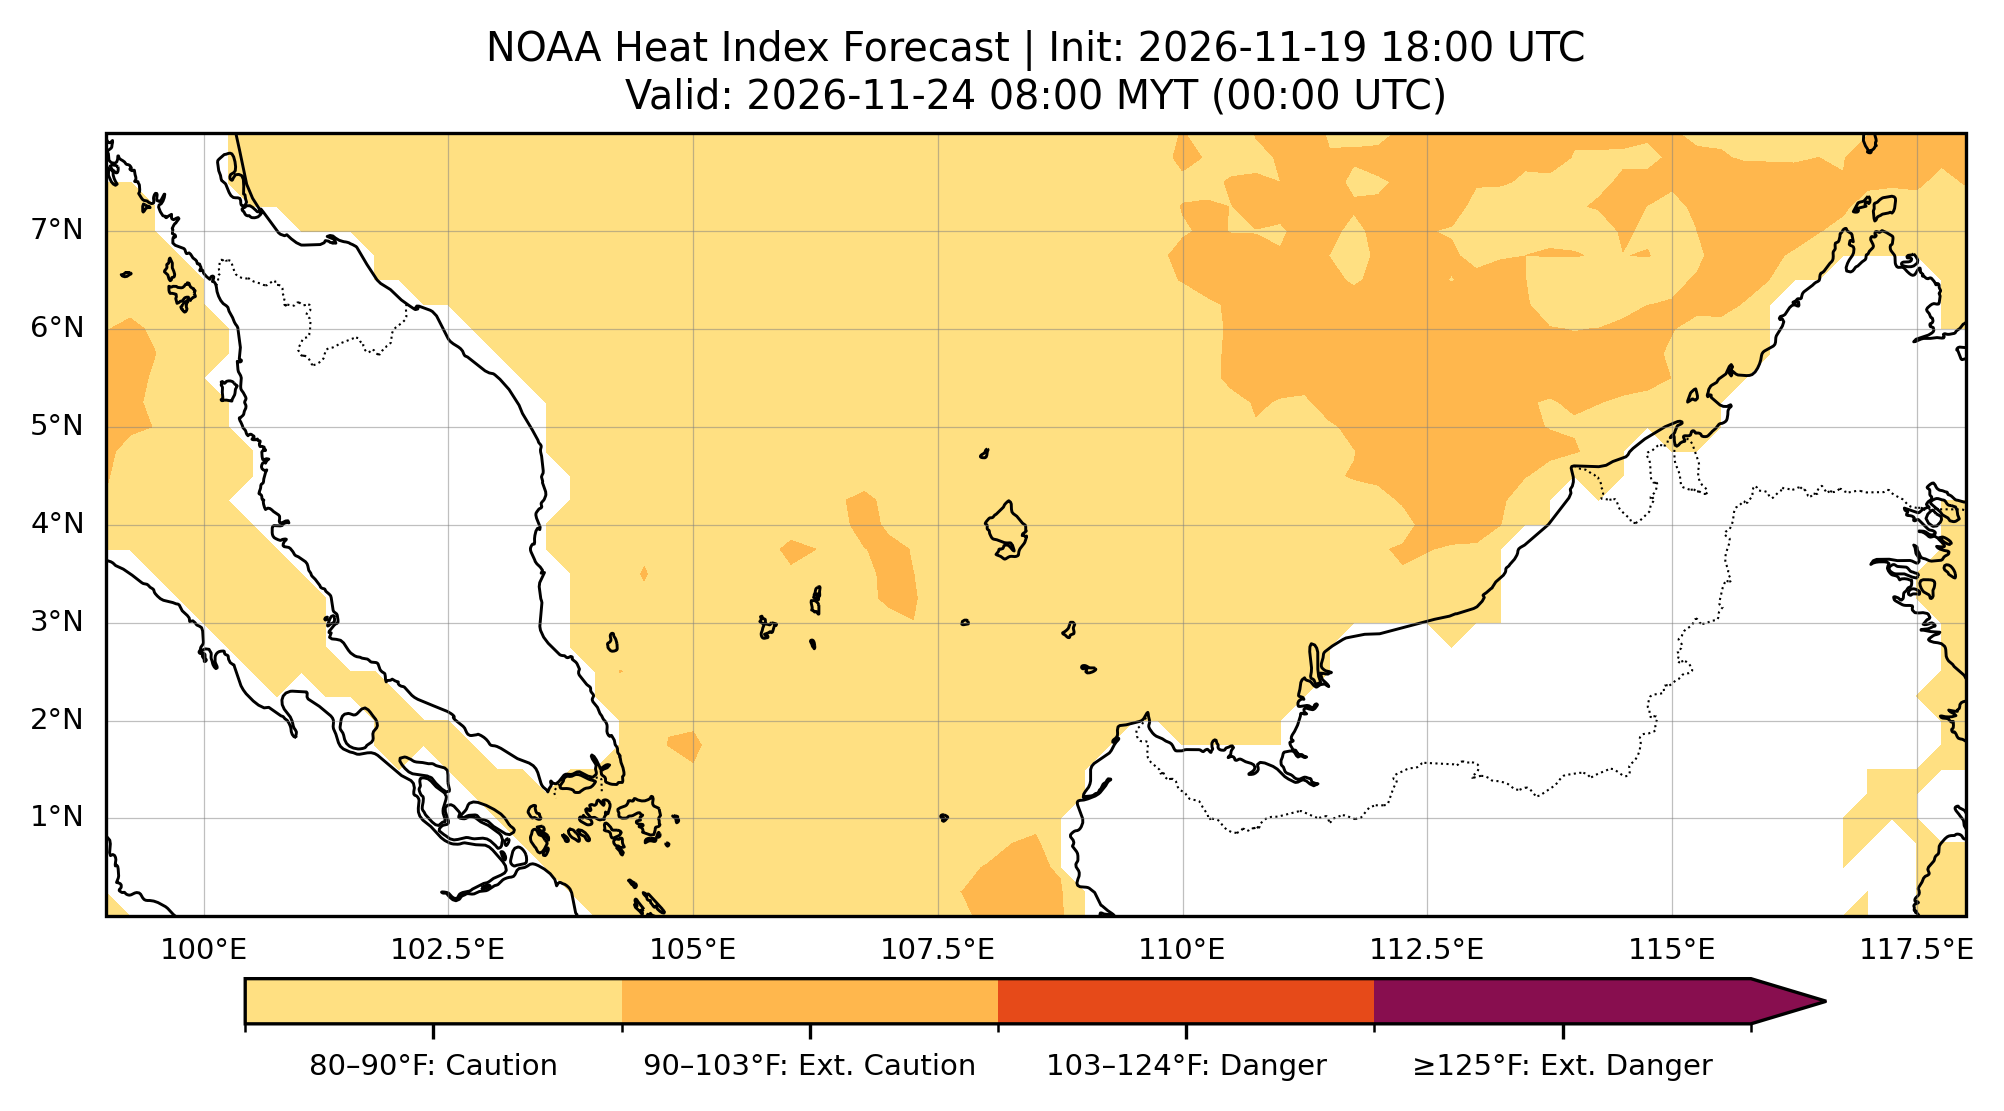 NOAA Heat Index Forecast | Init: 2026-11-19 18:00 UTC
Valid: 2026-11-24 08:00 MYT (00:00 UTC)
7°N
6°N
5°N
4°N
3°N
2°N
1°N
100°E 102.5°E 105°E 107.5°E 110°E 112.5°E 115°E 117.5°E
80–90°F: Caution 90–103°F: Ext. Caution 103–124°F: Danger ≥125°F: Ext. Danger